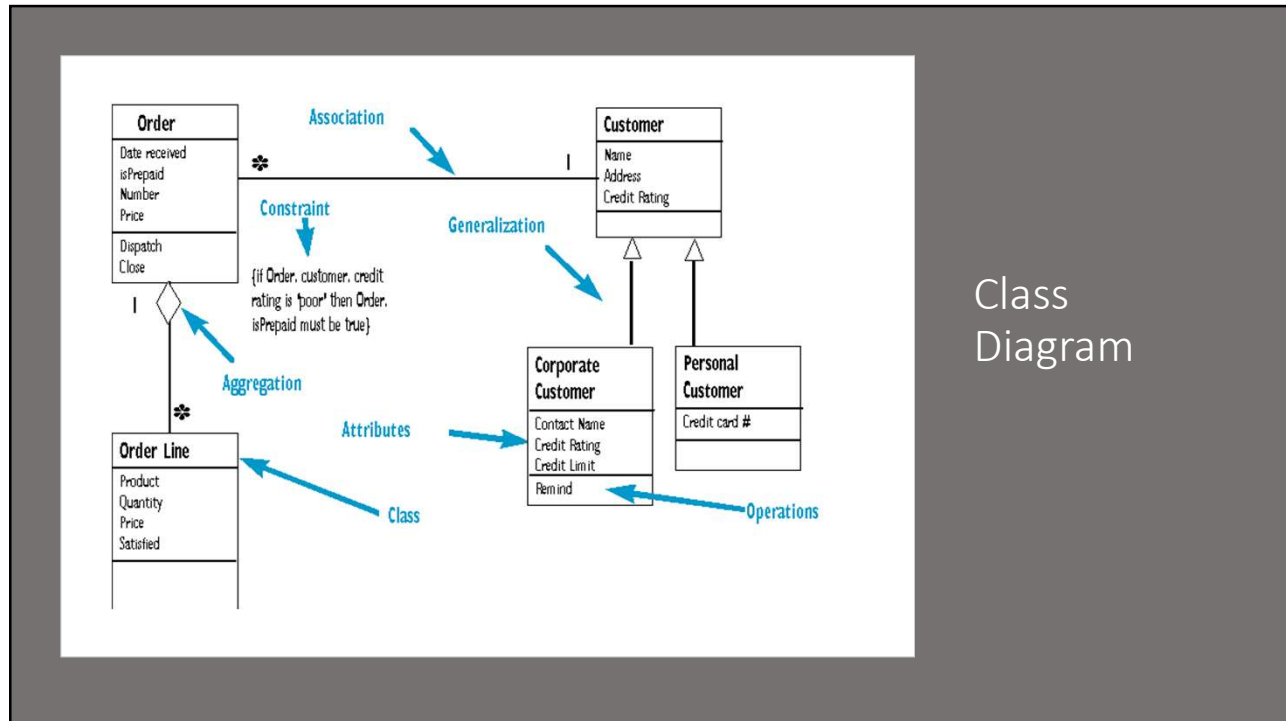 Order
Date received
isPrepaid
Number
Price
Dispatch
Close
Association
*
1
Customer
Name
Address
Credit Rating
Constraint
{if Order. customer. credit
rating is 'poor' then Order.
isPrepaid must be true}
Generalization
1
Aggregation
*
Order Line
Product
Quantity
Price
Satisfied
Class
Attributes
Corporate
Customer
Contact Name
Credit Rating
Credit Limit
Remind
Operations
Personal
Customer
Credit card #
Class
Diagram